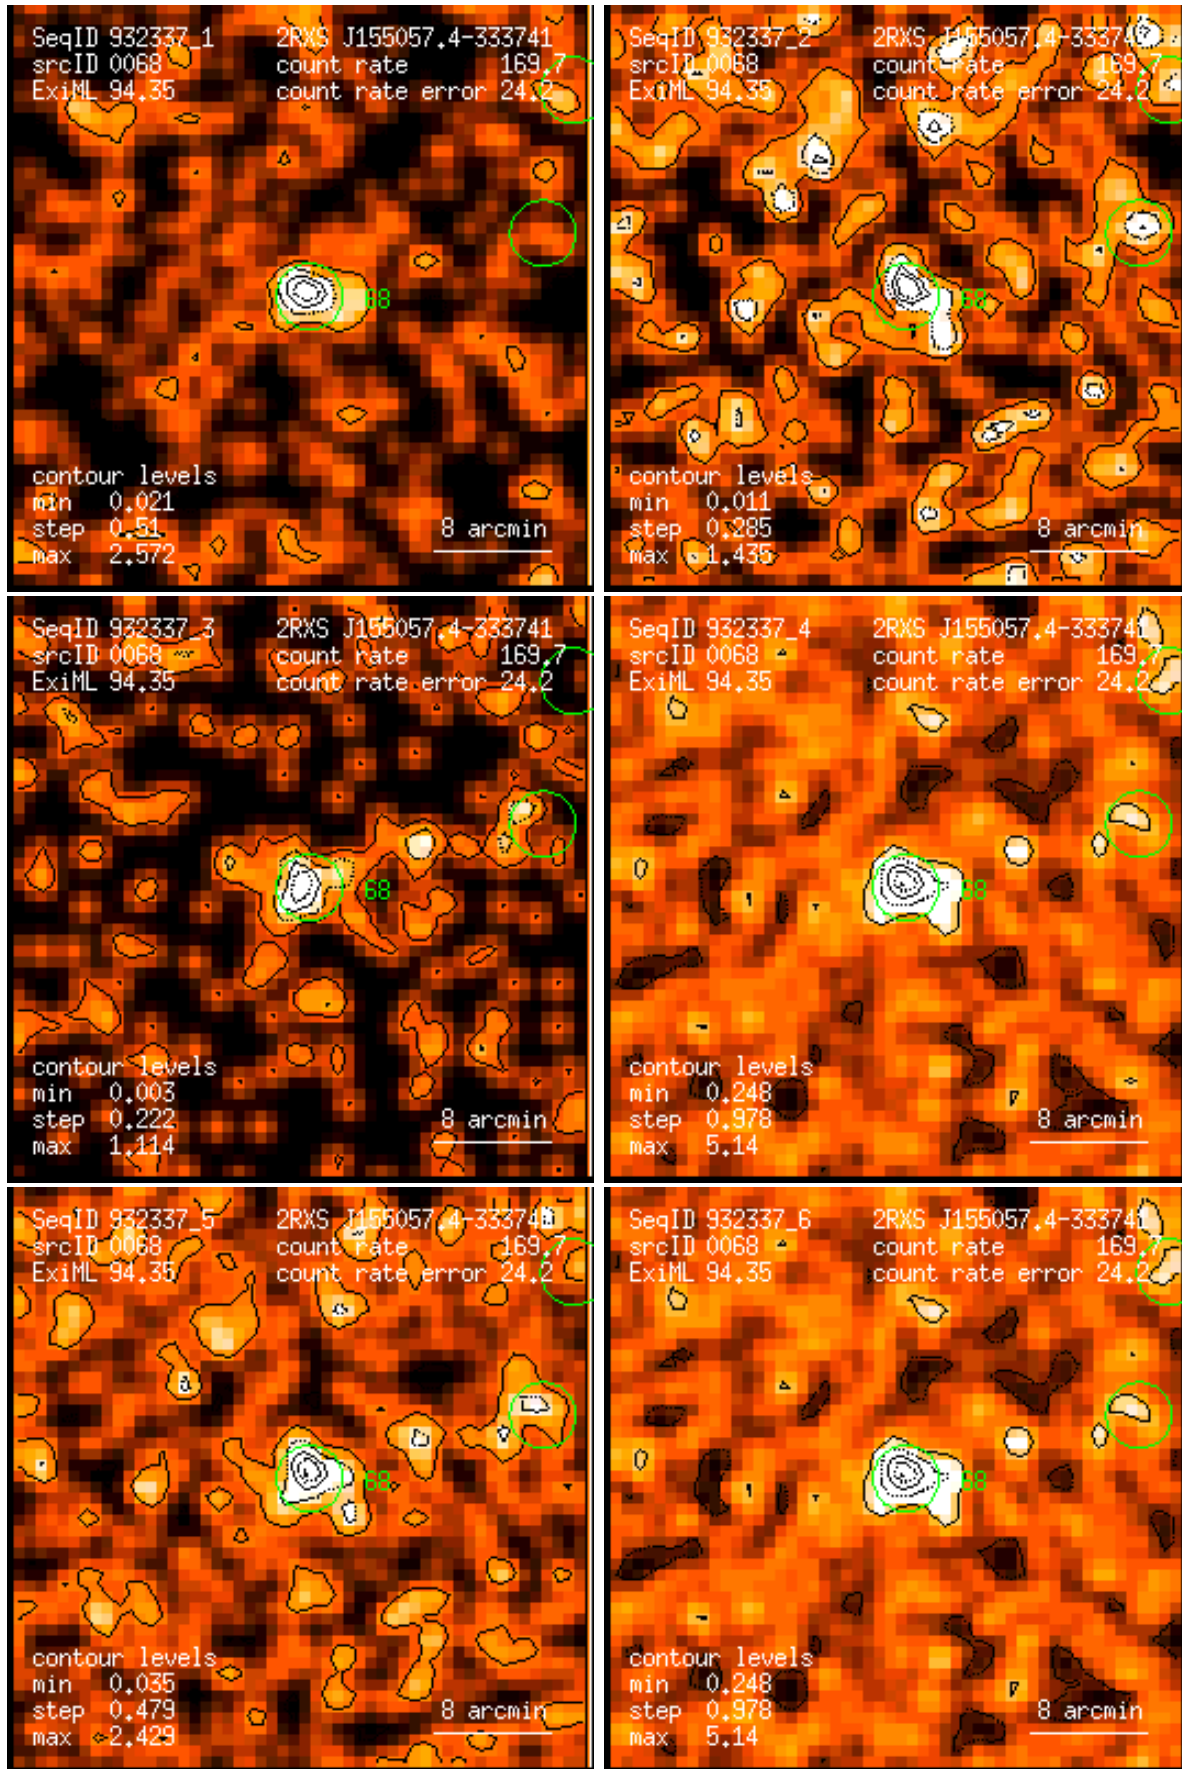 SeqID 932337_1 2RXS J155057.4-333741
srcID 0068 count rate 169.7
ExiML 94.35 count rate error 24.2
68
contour levels
min 0.021
step 0.51
max 2.572
8 arcmin
SeqID 932337_2 2RXS J155057.4-333741
srcID 0068 count rate 169.7
ExiML 94.35 count rate error 24.2
68
contour levels
min 0.011
step 0.285
max 1.435
8 arcmin
SeqID 932337_3 2RXS J155057.4-333741
srcID 0068 count rate 169.7
ExiML 94.35 count rate error 24.2
68
contour levels
min 0.003
step 0.222
max 1.114
8 arcmin
SeqID 932337_4 2RXS J155057.4-333741
srcID 0068 count rate 169.7
ExiML 94.35 count rate error 24.2
68
contour levels
min 0.248
step 0.978
max 5.14
8 arcmin
SeqID 932337_5 2RXS J155057.4-333741
srcID 0068 count rate 169.7
ExiML 94.35 count rate error 24.2
68
contour levels
min 0.035
step 0.479
max 2.429
8 arcmin
SeqID 932337_6 2RXS J155057.4-333741
srcID 0068 count rate 169.7
ExiML 94.35 count rate error 24.2
68
contour levels
min 0.248
step 0.978
max 5.14
8 arcmin